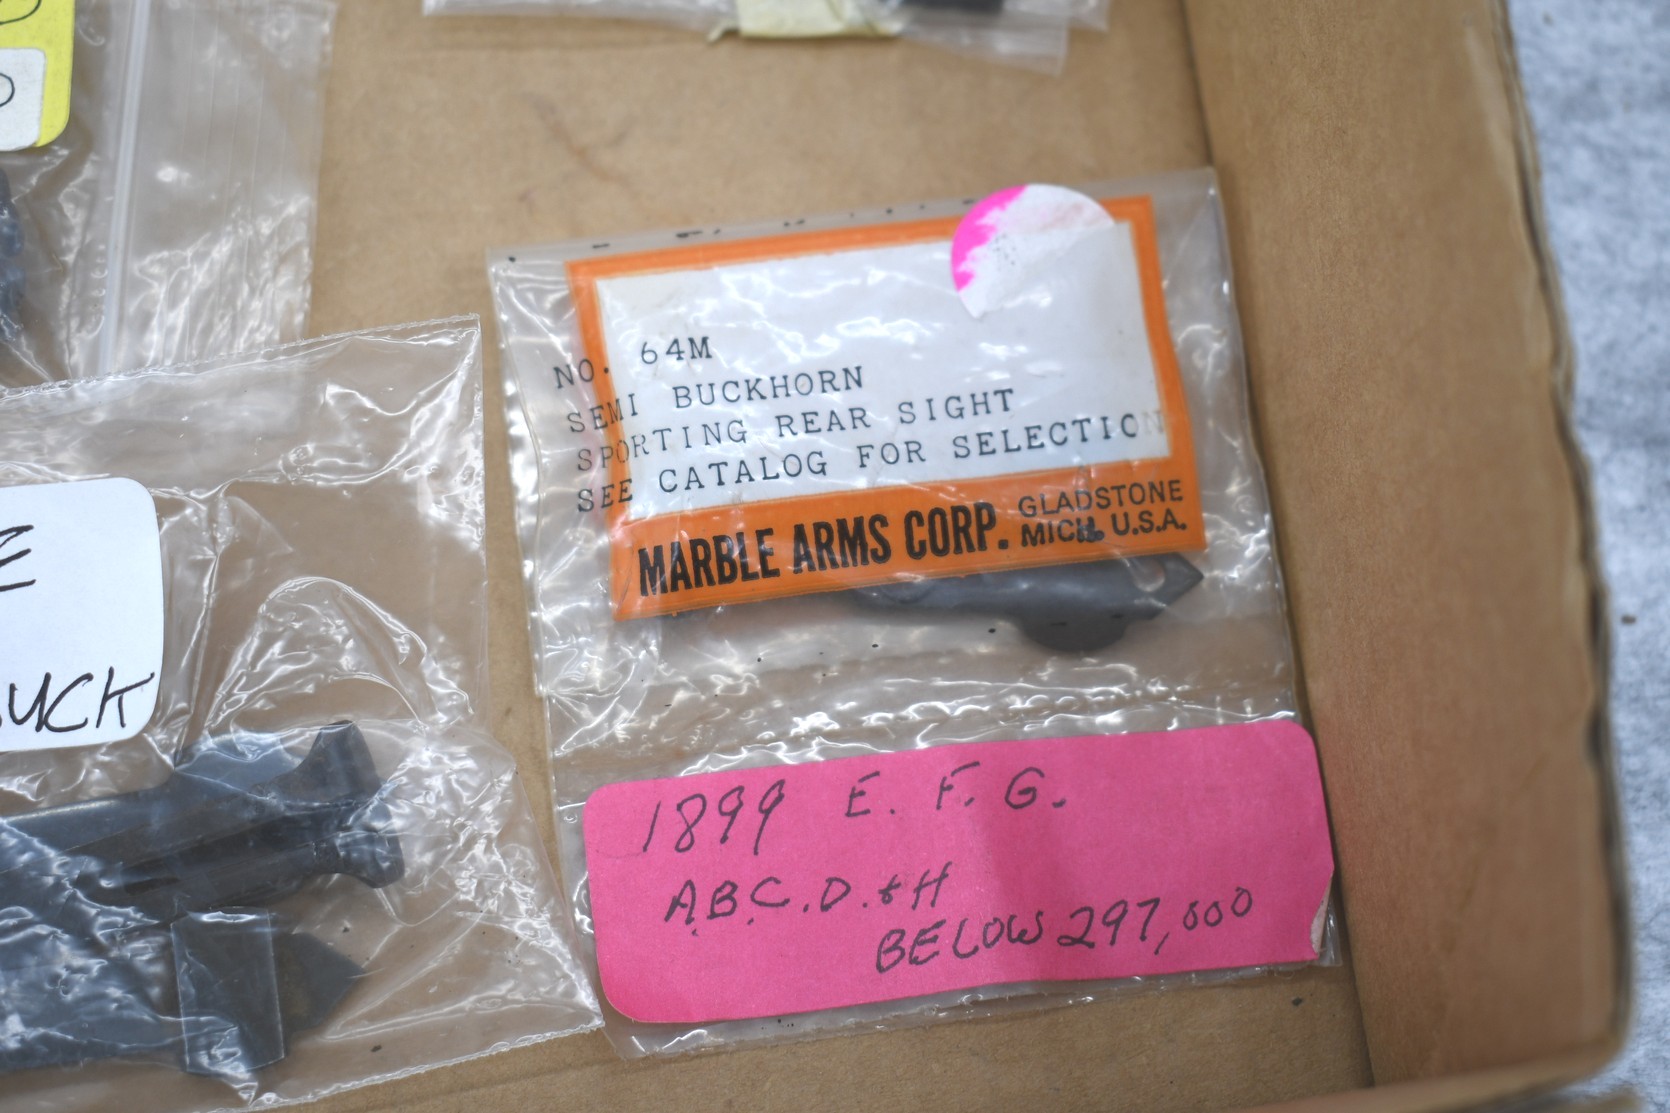 NO. 64M
SEMI BUCKHORN
SPORTING REAR SIGHT
SEE CATALOG FOR SELECTION
MARBLE ARMS CORP. GLADSTONE
MICH. U.S.A.
1899 E. F. G.
A.B.C.D. & H
BELOW 297,000